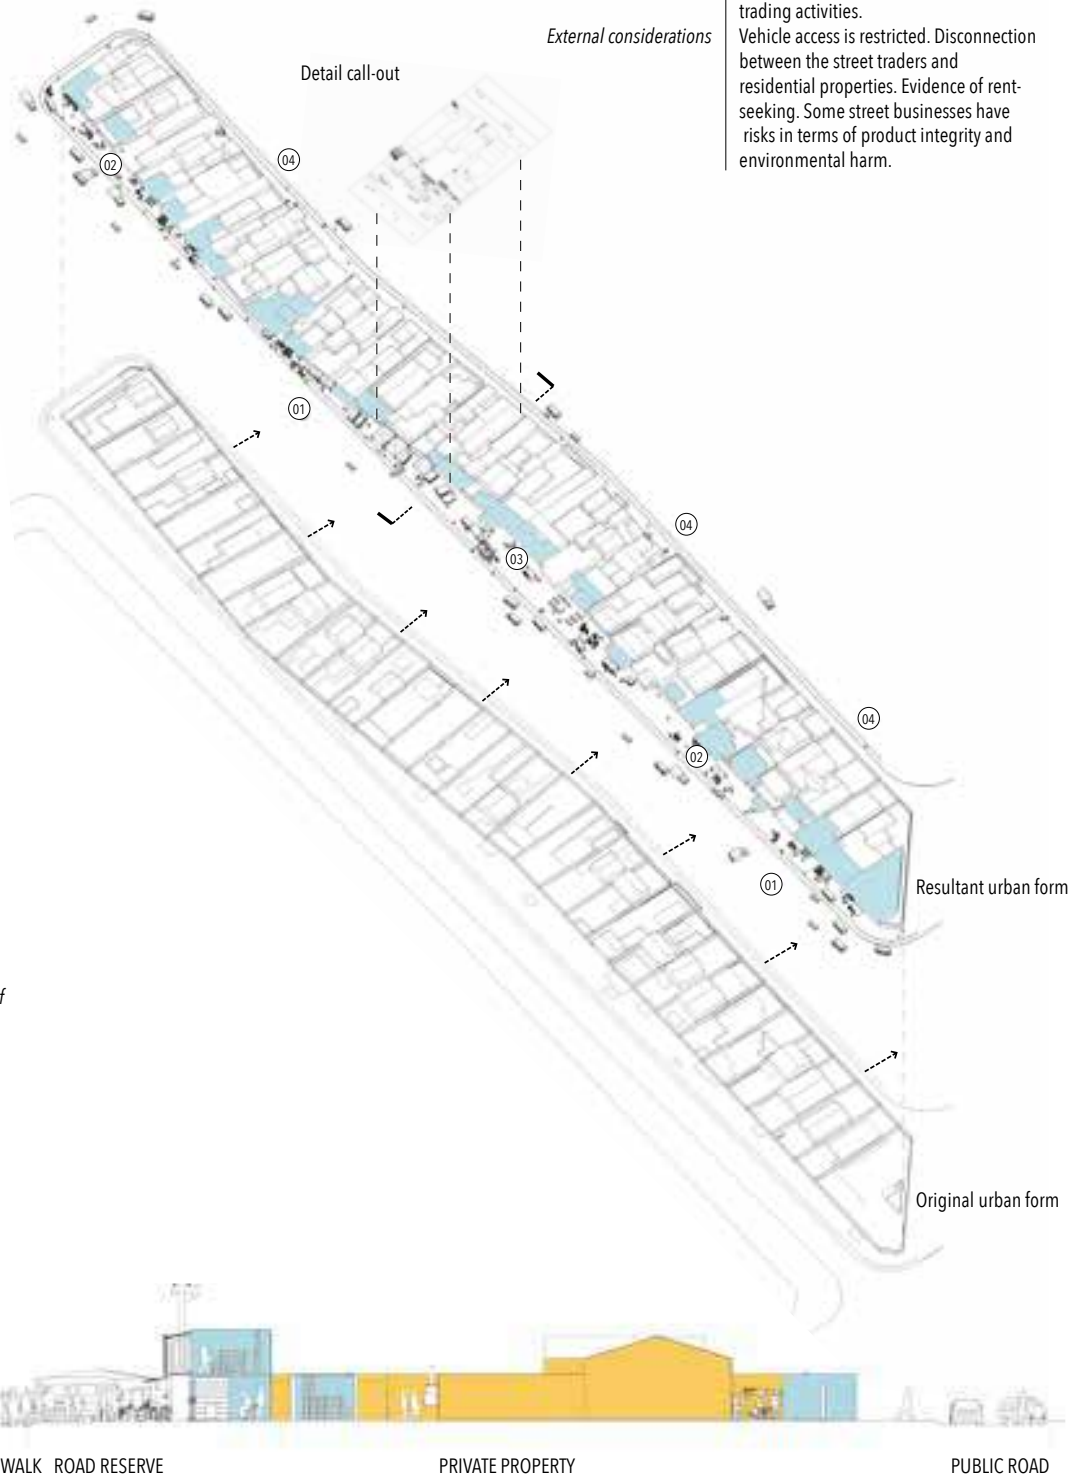 trading activities.
External considerations
Vehicle access is restricted. Disconnection
between the street traders and
residential properties. Evidence of rent-
seeking. Some street businesses have
risks in terms of product integrity and
environmental harm.
Detail call-out
04
02
01
04
03
04
02
01
Resultant urban form
f
Original urban form
WALK ROAD RESERVE
PRIVATE PROPERTY
PUBLIC ROAD